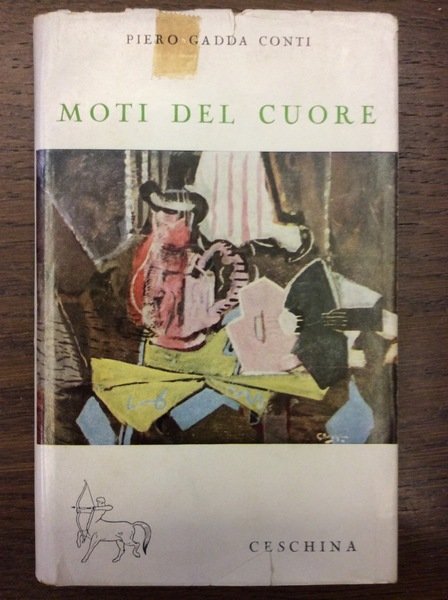 PIERO GADDA CONTI
MOTI DEL CUORE
CESCHINA